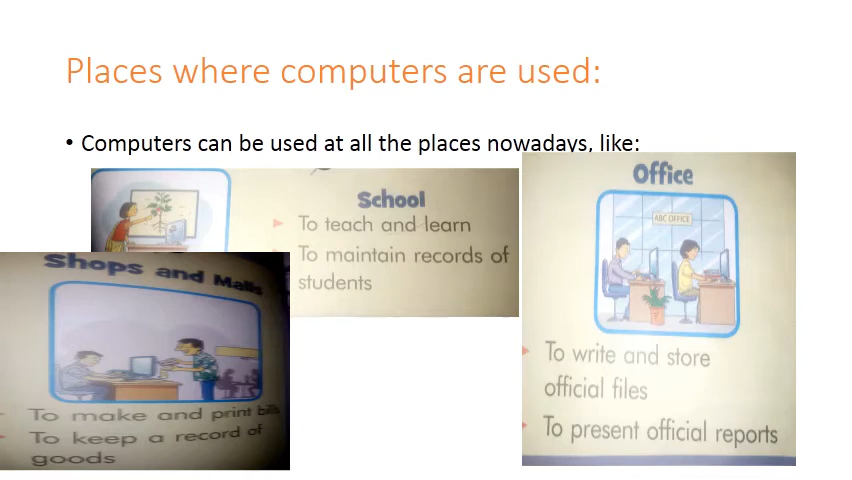 Places where computers are used:
• Computers can be used at all the places nowadays, like:
School
To teach and learn
To maintain records of
students
Office
ABC OFFICE
To write and store
official files
To present official reports
Shops and Malls
To make and print bills
To keep a record of
goods